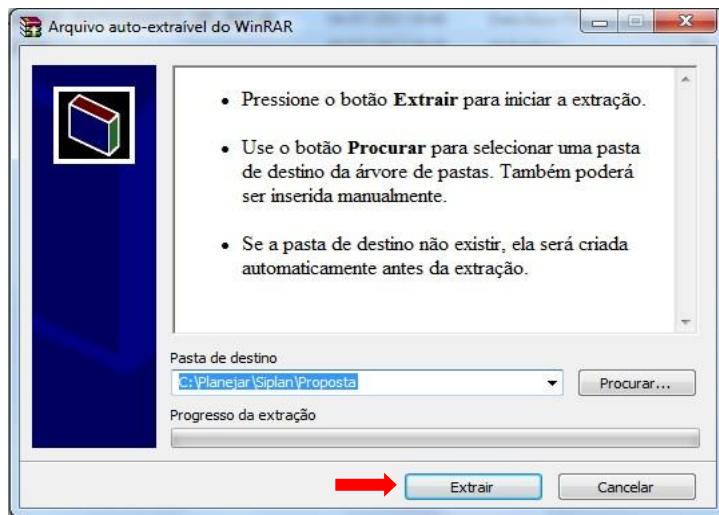 Arquivo auto-extraível do WinRAR
• Pressione o botão Extrair para iniciar a extração.
• Use o botão Procurar para selecionar uma pasta
de destino da árvore de pastas. Também poderá
ser inserida manualmente.
• Se a pasta de destino não existir, ela será criada
automaticamente antes da extração.
Pasta de destino
C:\Planejar\Siplan\Proposta
Procurar...
Progresso da extração
Extrair
Cancelar